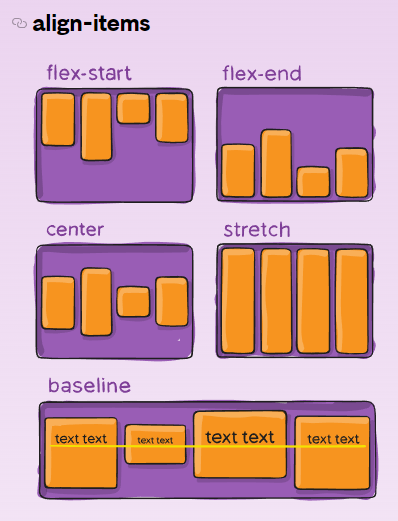 align-items
flex-start
flex-end
center
stretch
baseline
text text
text text
text text
text text